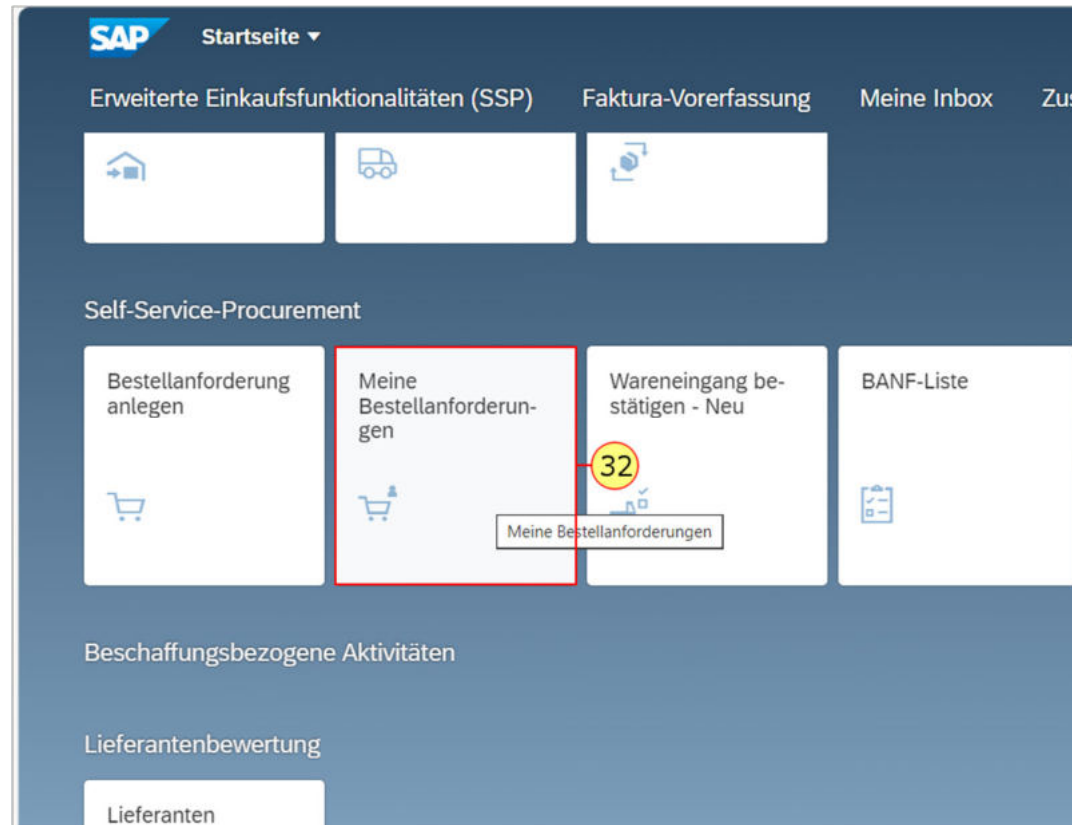 SAP Startseite ▾
Erweiterte Einkaufsfunktionalitäten (SSP) Faktura-Vorerfassung Meine Inbox Zus
Self-Service-Procurement
Bestellanforderung
anlegen
Meine
Bestellanforderun-
gen
32
Meine Bestellanforderungen
Wareneingang be-
stätigen - Neu
BANF-Liste
Beschaffungsbezogene Aktivitäten
Lieferantenbewertung
Lieferanten